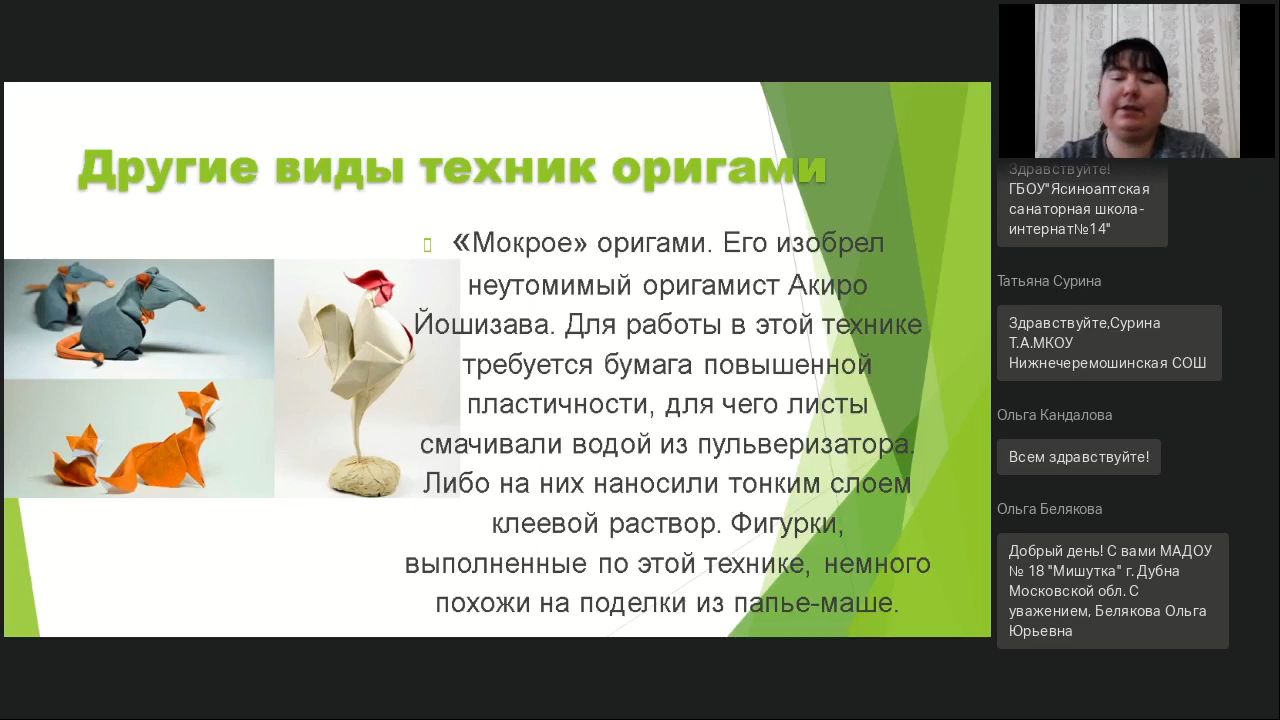 Другие виды техник оригами
«Мокрое» оригами. Его изобрел
неутомимый оригамист Акиро
Йошизава. Для работы в этой технике
требуется бумага повышенной
пластичности, для чего листы
смачивали водой из пульверизатора.
Либо на них наносили тонким слоем
клеевой раствор. Фигурки,
выполненные по этой технике, немного
похожи на поделки из папье-маше.
Здравствуйте!
ГБОУ"Ясиноаптская
санаторная школа-
интернат№14"
Татьяна Сурина
Здравствуйте,Сурина
Т.А.МКОУ
Нижнечеремошинская СОШ
Ольга Кандалова
Всем здравствуйте!
Ольга Белякова
Добрый день! С вами МАДОУ
№ 18 "Мишутка" г. Дубна
Московской обл. С
уважением, Белякова Ольга
Юрьевна